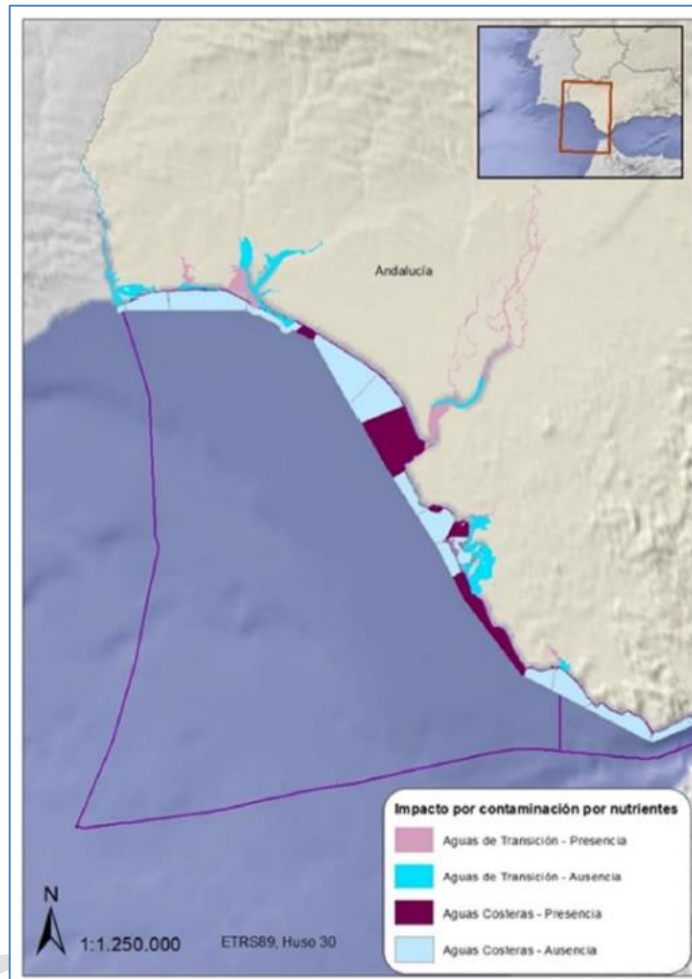 Andalucía
Impacto por contaminación por nutrientes
Aguas de Transición - Presencia
Aguas de Transición - Ausencia
Aguas Costeras - Presencia
Aguas Costeras - Ausencia
N
1:1.250.000
ETRS89, Huso 30